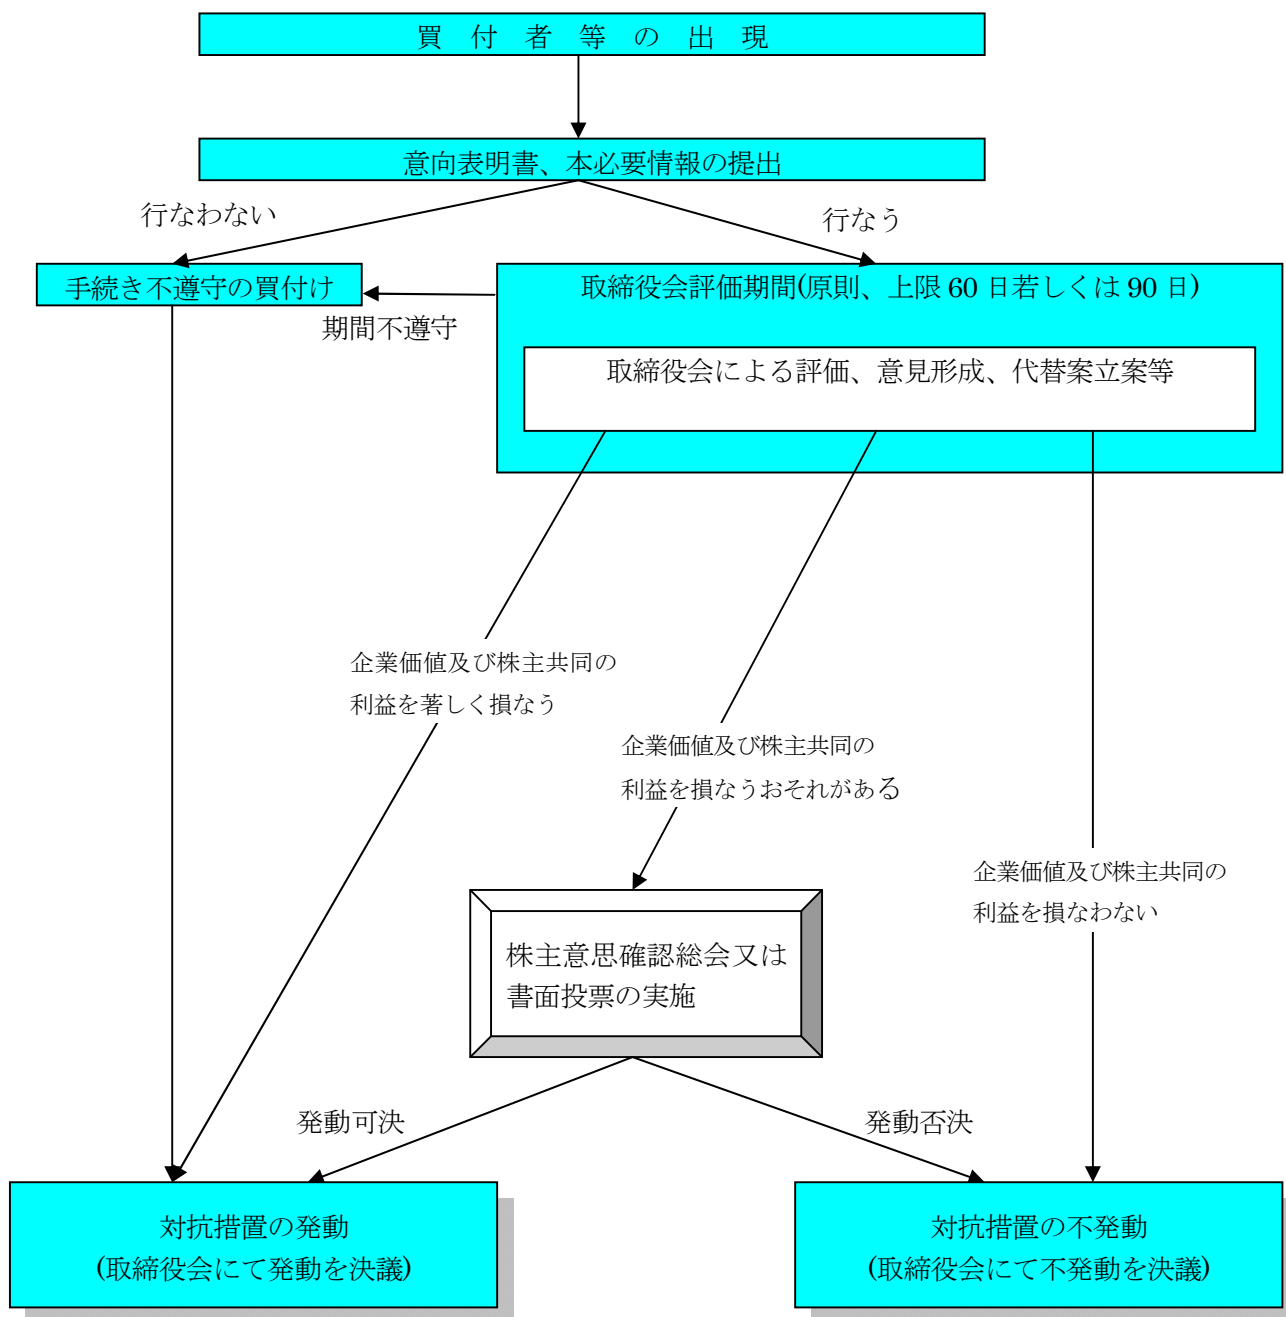 買　付　者　等　の　出　現
意向表明書、本必要情報の提出
行なわない
行なう
手続き不遵守の買付け
取締役会評価期間(原則、上限 60 日若しくは 90 日)
期間不遵守
取締役会による評価、意見形成、代替案立案等
企業価値及び株主共同の
利益を著しく損なう
企業価値及び株主共同の
利益を損なうおそれがある
企業価値及び株主共同の
利益を損なわない
株主意思確認総会又は
書面投票の実施
発動可決
発動否決
対抗措置の発動
(取締役会にて発動を決議)
対抗措置の不発動
(取締役会にて不発動を決議)